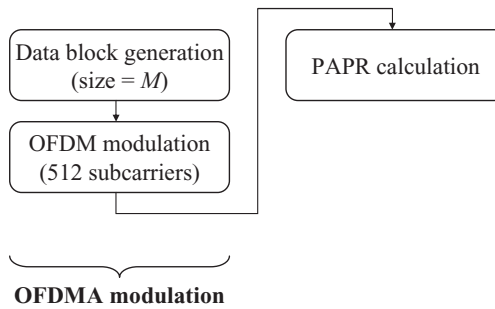 Data block generation
(size = M)
OFDM modulation
(512 subcarriers)
PAPR calculation
OFDMA modulation